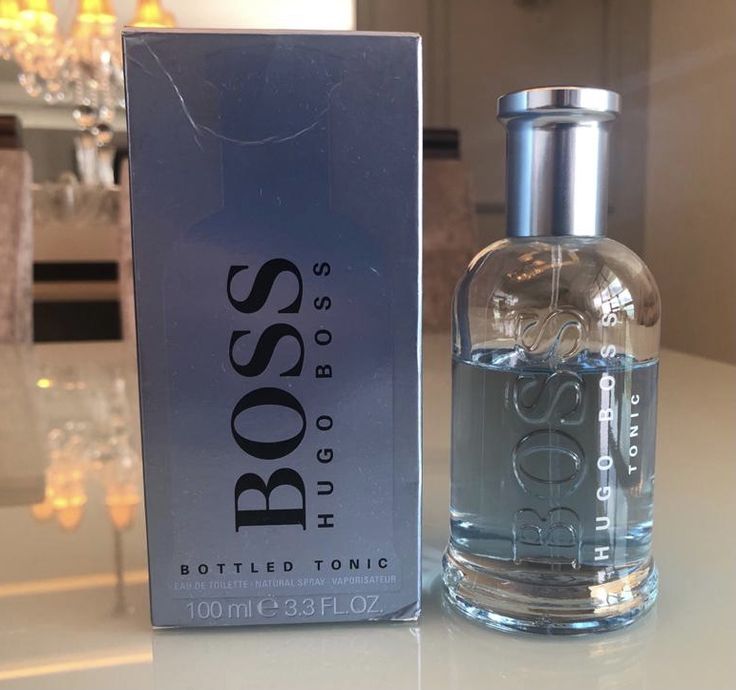 BOSS
HUGO BOSS
BOTTLED TONIC
EAU DE TOILETTE · NATURAL SPRAY · VAPORISATEUR
100 ml ℮ 3.3 FL.OZ.
BOSS
HUGO BOSS
TONIC